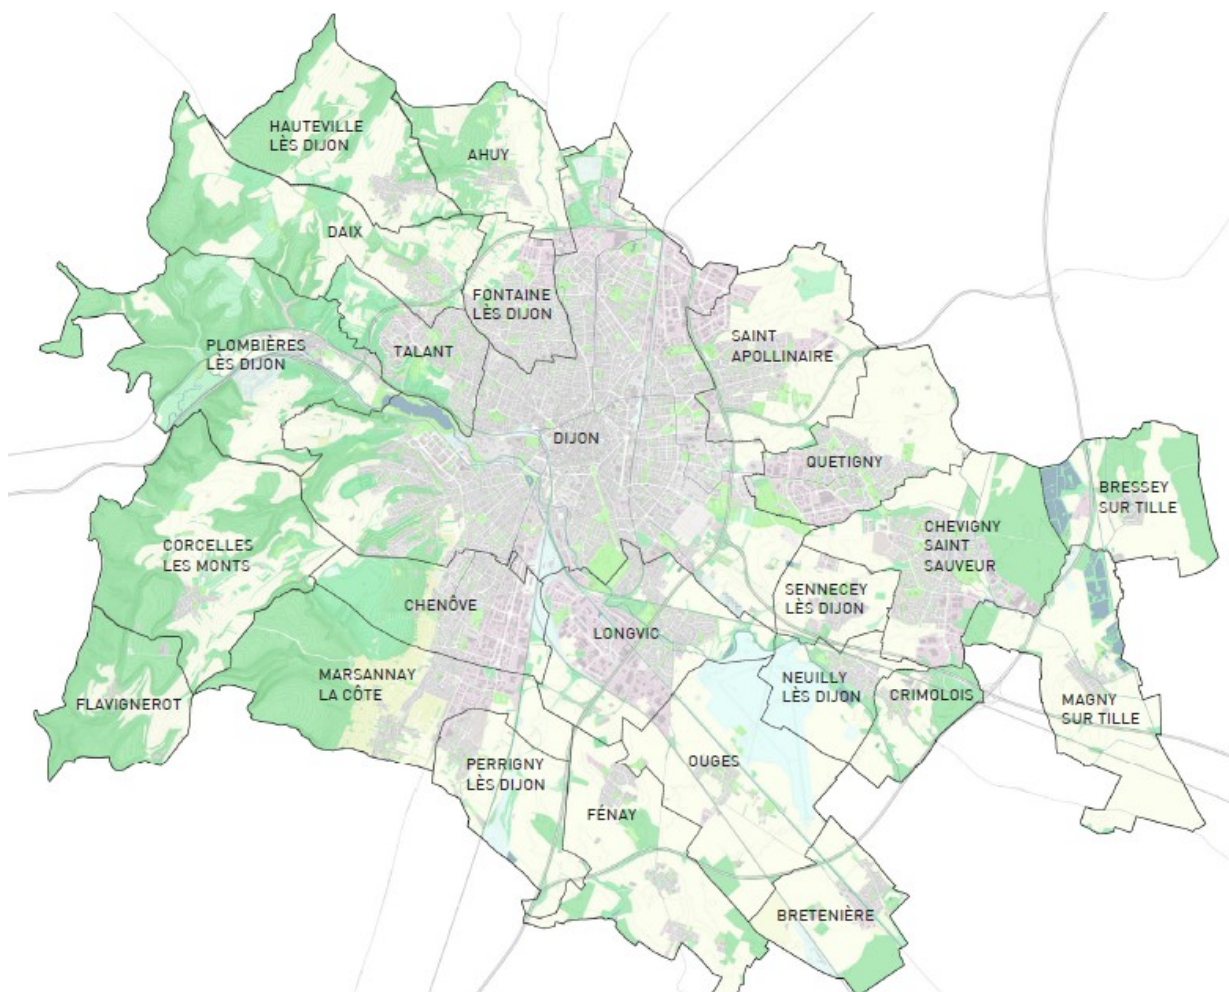 HAUTEVILLE
LÈS DIJON
AHUY
DAIX
FONTAINE
LÈS DIJON
PLOMBIÈRES
LÈS DIJON
TALANT
SAINT
APOLLINAIRE
DIJON
QUETIGNY
BRESSEY
SUR TILLE
CORCELLES
LES MONTS
CHEVIGNY
SAINT
SAUVEUR
SENNECEY
LÈS DIJON
CHENÔVE
LONGVIC
MARSANNAY
LA CÔTE
NEUILLY
LÈS DIJON
CRIMOLOIS
FLAVIGNEROT
MAGNY
SUR TILLE
PERRIGNY
LÈS DIJON
OUGES
FÉNAY
BRETENIÈRE